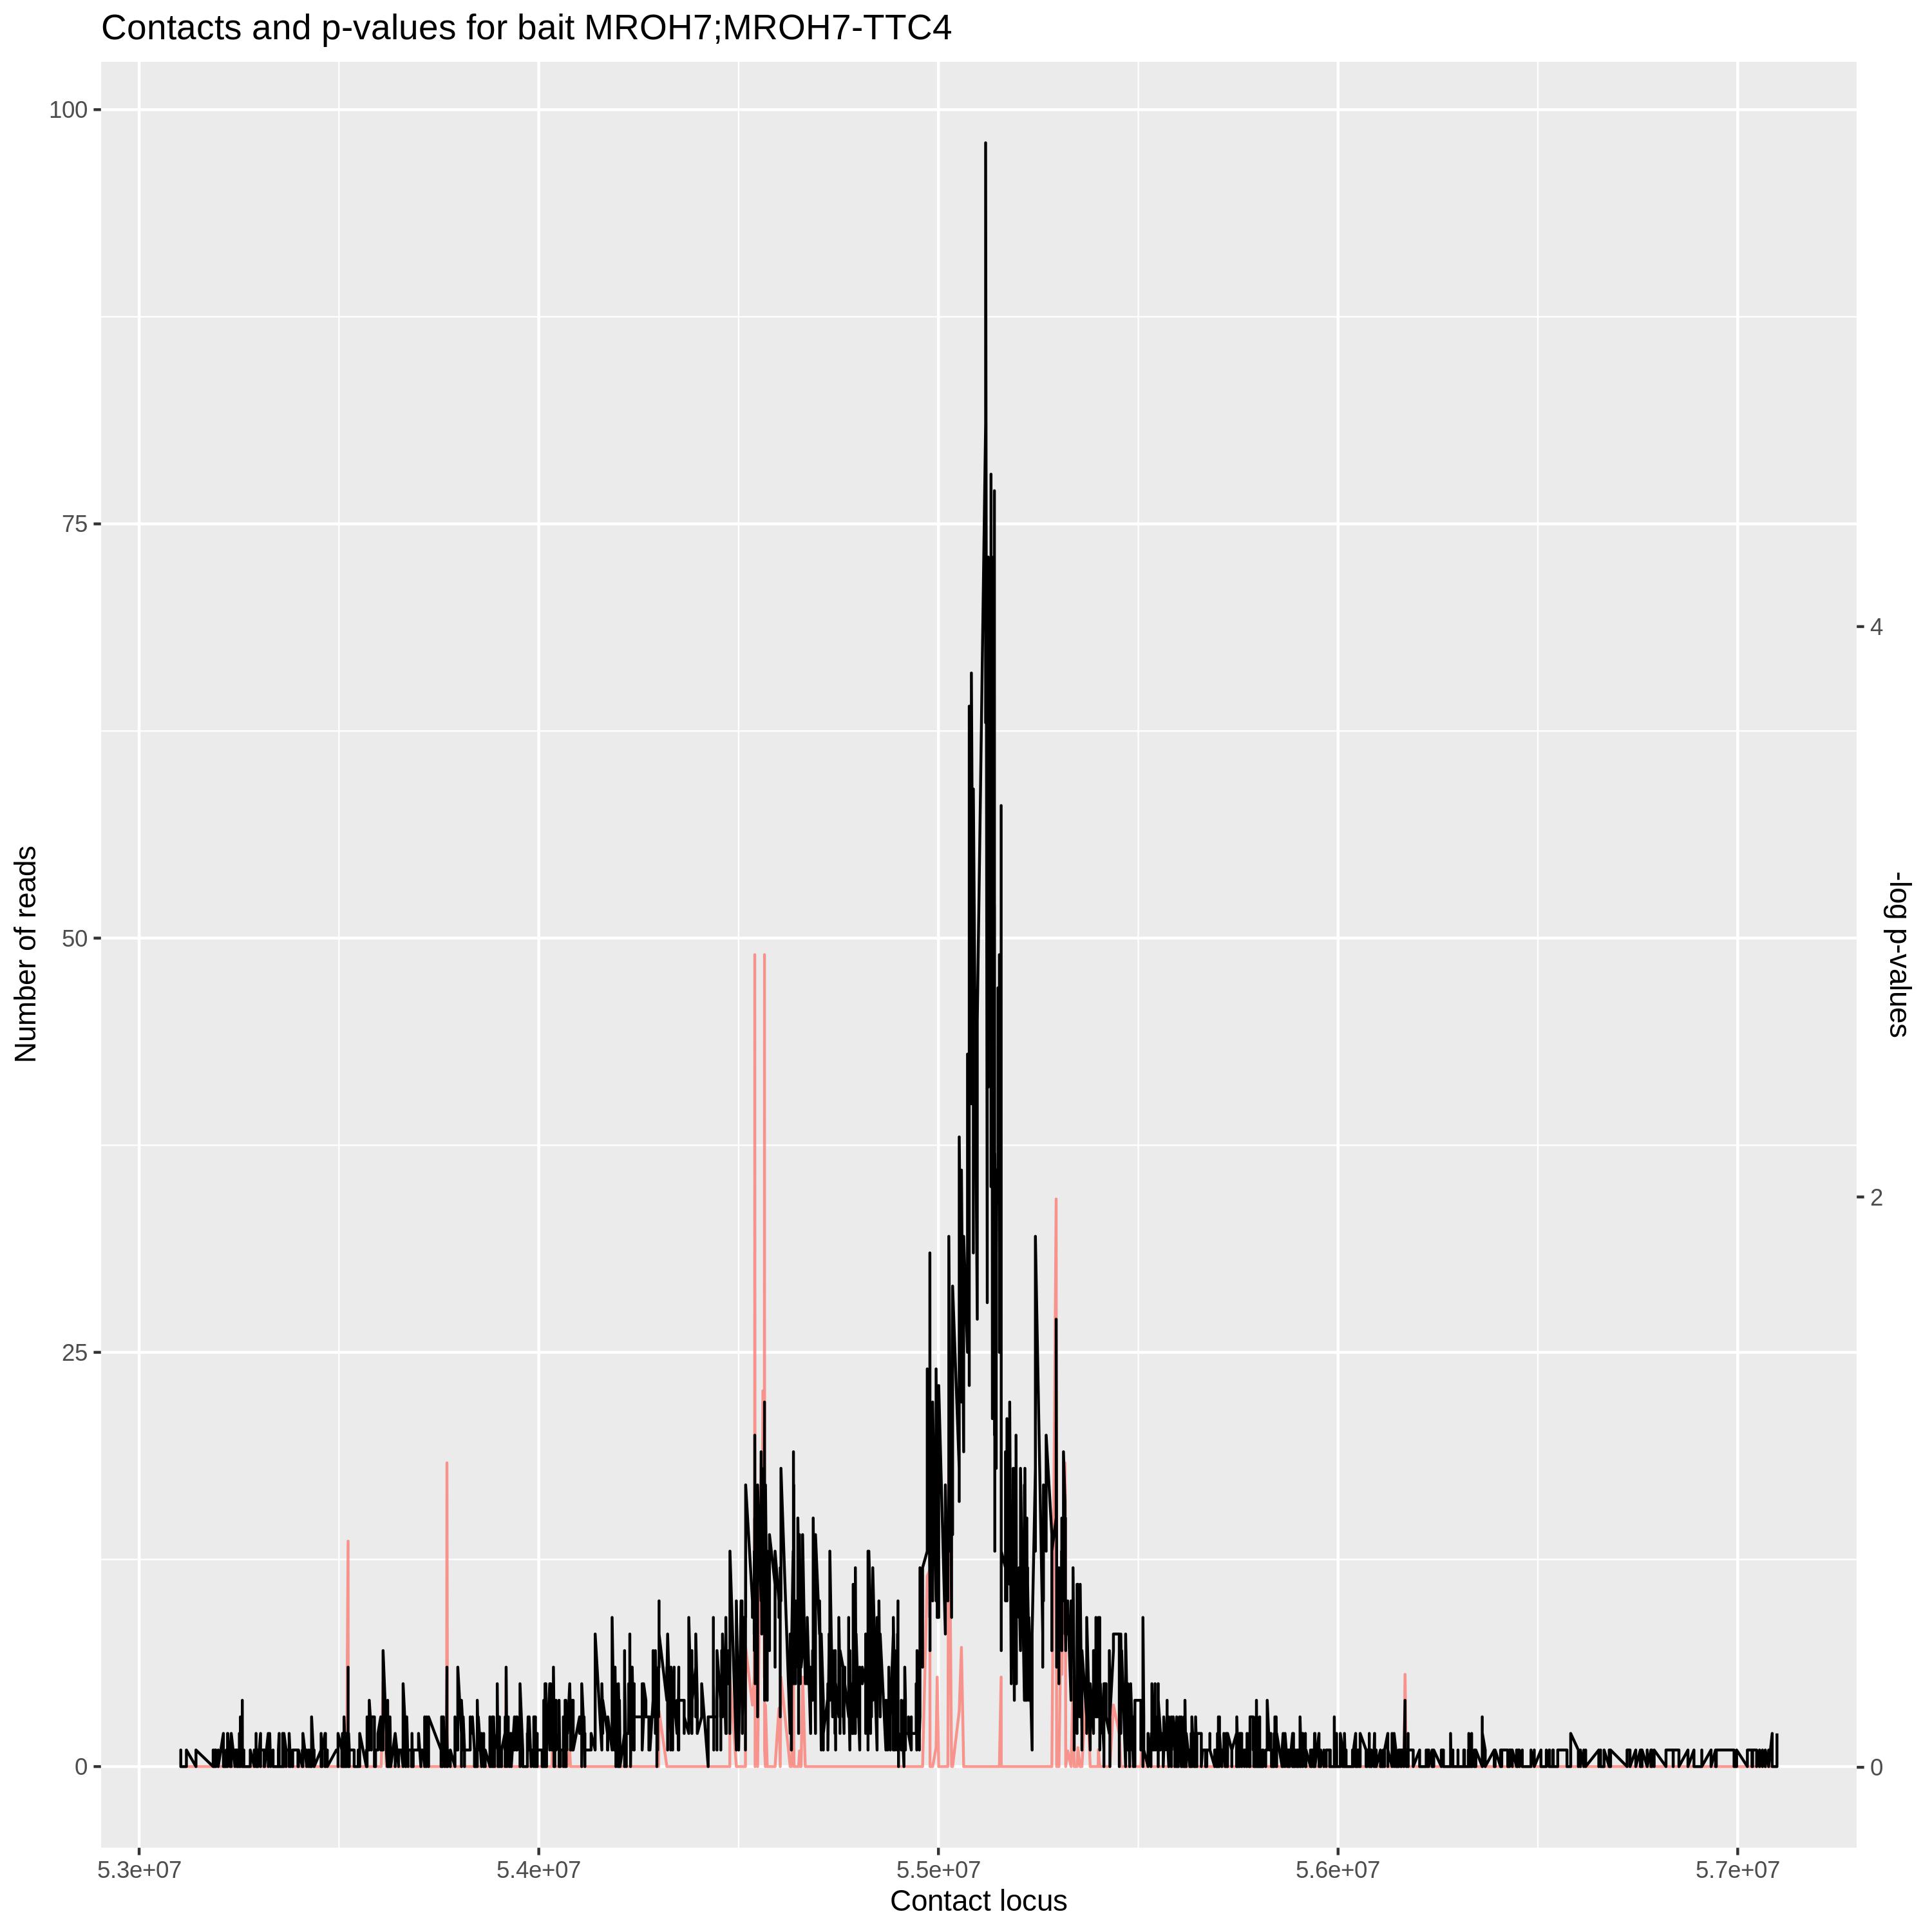 Contacts and p-values for bait MROH7;MROH7-TTC4
100
75
50
25
0
Number of reads
4
2
0
-log p-values
5.3e+07
5.4e+07
5.5e+07
5.6e+07
5.7e+07
Contact locus